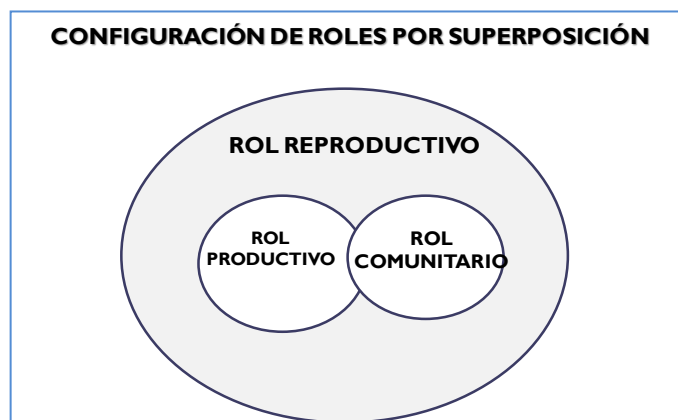 CONFIGURACIÓN DE ROLES POR SUPERPOSICIÓN
ROL REPRODUCTIVO
ROL
PRODUCTIVO
ROL
COMUNITARIO